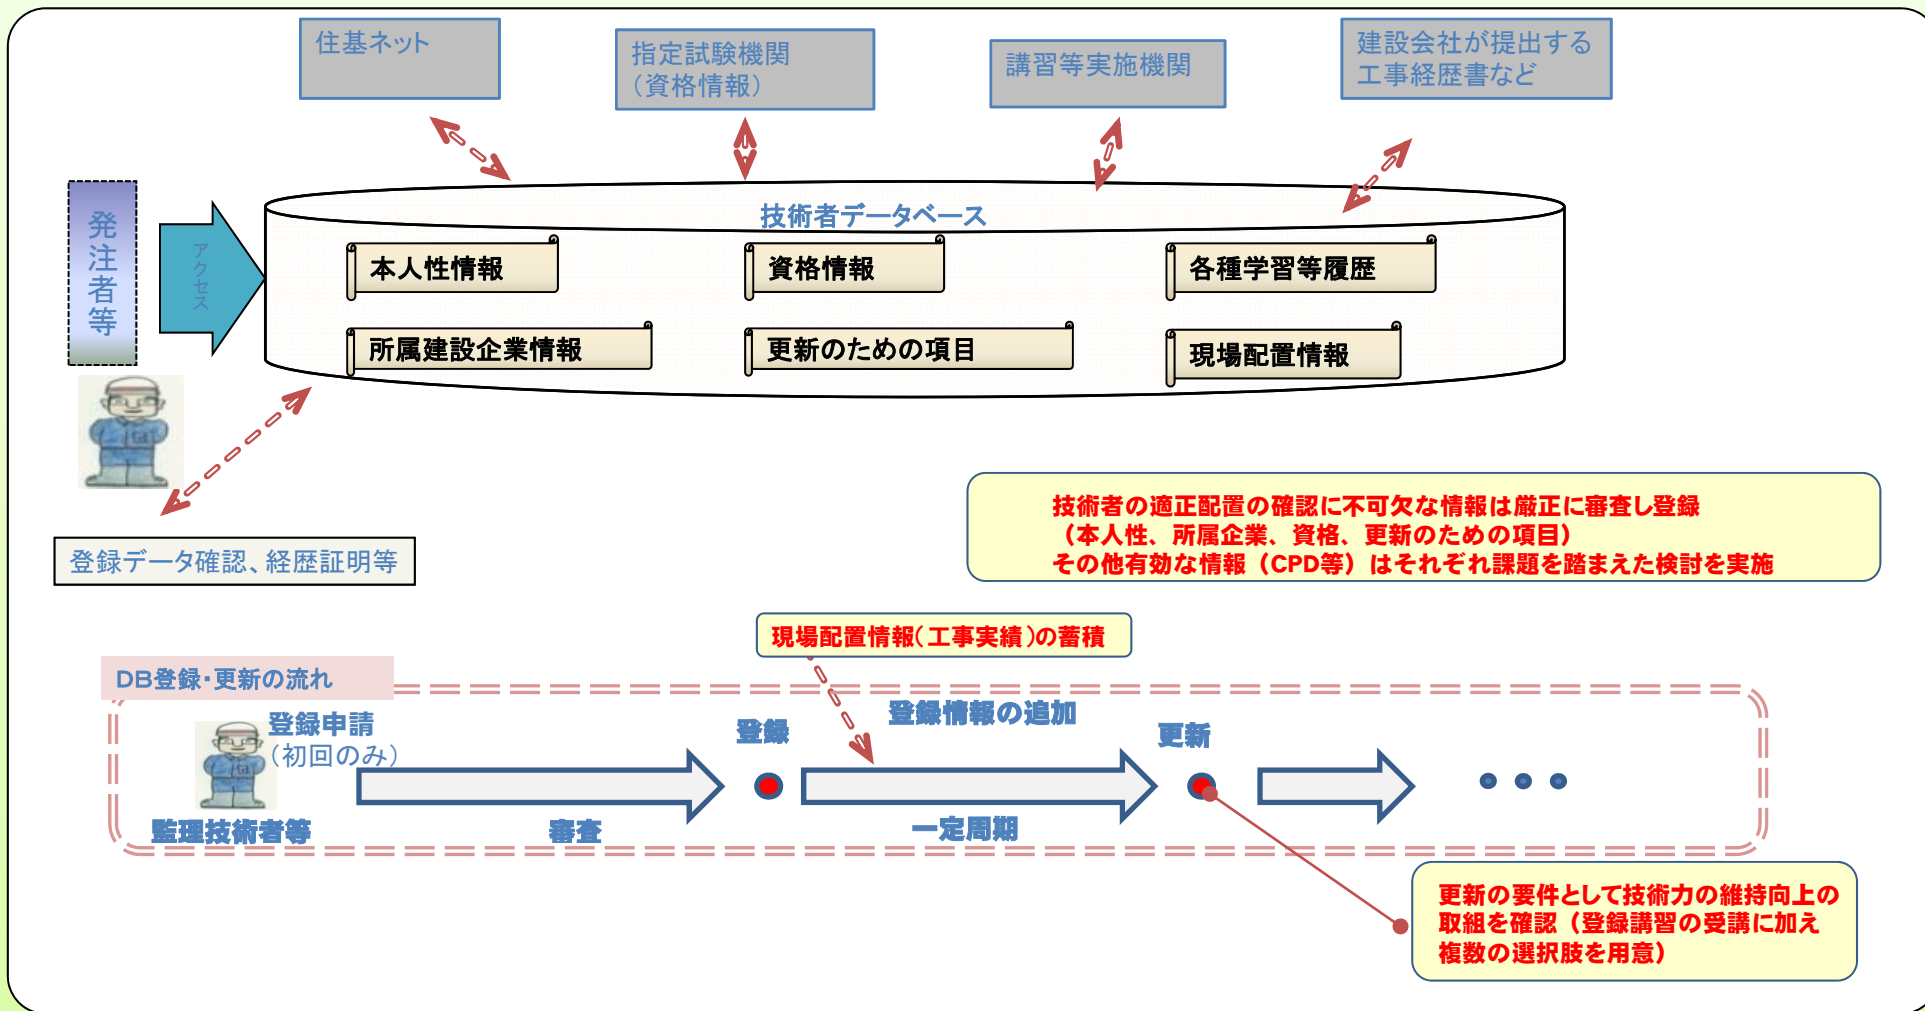 住基ネット
指定試験機関
（資格情報）
講習等実施機関
建設会社が提出する
工事経歴書など
発注者等
アクセス
技術者データベース
本人性情報
資格情報
各種学習等履歴
所属建設企業情報
更新のための項目
現場配置情報
登録データ確認、経歴証明等
技術者の適正配置の確認に不可欠な情報は厳正に審査し登録
（本人性、所属企業、資格、更新のための項目）
その他有効な情報（CPD等）はそれぞれ課題を踏まえた検討を実施
現場配置情報（工事実績）の蓄積
ＤＢ登録・更新の流れ
登録申請
（初回のみ）
登録
登録情報の追加
更新
監理技術者等
審査
一定周期
更新の要件として技術力の維持向上の
取組を確認（登録講習の受講に加え
複数の選択肢を用意）